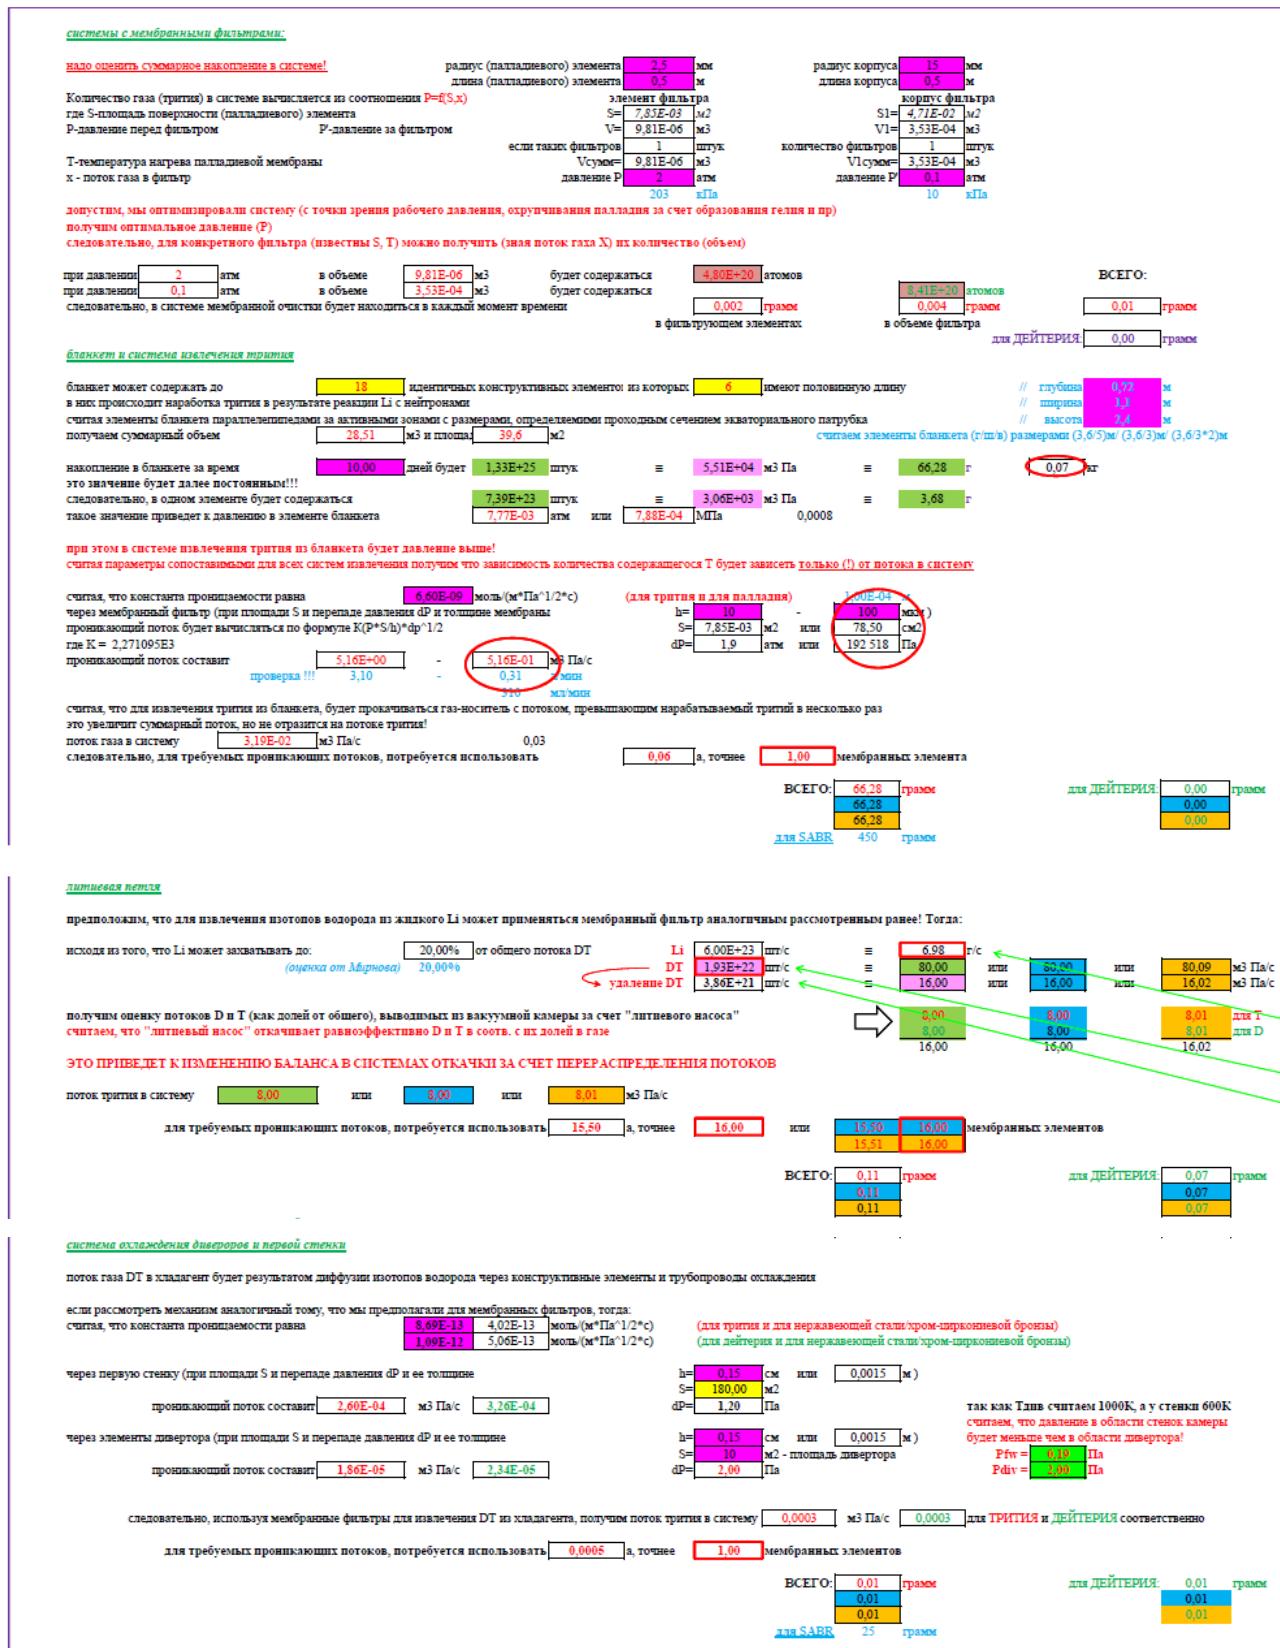 системы с мембранными фильтрами:
надо оценить суммарное накопление в системе! радиус (палладиевого) элемента 2,5 мм радиус корпуса 15 мм
длина (палладиевого) элемента 0,5 м длина корпуса 0,5 м
Количество газа (трития) в системе вычисляется из соотношения P=f(S,x) элемент фильтра корпус фильтра
где S-площадь поверхности (палладиевого) элемента S= 7,85E-03 м2 S1= 4,71E-02 м2
P-давление перед фильтром P'-давление за фильтром V= 9,81E-06 м3 V1= 3,53E-04 м3
если таких фильтров 1 штук количество фильтров 1 штук
T-температура нагрева палладиевой мембраны Vсумм= 9,81E-06 м3 V1сумм= 3,53E-04 м3
x - поток газа в фильтр давление P 2 атм давление P' 0,1 атм
203 кПа 10 кПа
допустим, мы оптимизировали систему (с точки зрения рабочего давления, охрупчивания палладия за счет образования гелия и пр)
получим оптимальное давление (P)
следовательно, для конкретного фильтра (известны S, T) можно получить (зная поток гаха X) их количество (объем)
при давлении 2 атм в объеме 9,81E-06 м3 будет содержаться 4,80E+20 атомов ВСЕГО:
при давлении 0,1 атм в объеме 3,53E-04 м3 будет содержаться 8,41E+20 атомов
следовательно, в системе мембранной очистки будет находиться в каждый момент времени 0,002 грамм 0,004 грамм 0,01 грамм
в фильтрующем элементах в объеме фильтра
для ДЕЙТЕРИЯ: 0,00 грамм
бланкет и система извлечения трития
бланкет может содержать до 18 идентичных конструктивных элементо из которых 6 имеют половинную длину // глубина 0,72 м
в них происходит наработка трития в результате реакции Li с нейтронами // ширина 1,1 м
считая элементы бланкета параллелепипедами за активными зонами с размерами, определяемыми проходным сечением экваториального патрубка // высота 2,4 м
получаем суммарный объем 28,51 м3 и площад 39,6 м2 считаем элементы бланкета (г/ш/в) размерами (3,6/5)м/ (3,6/3)м/ (3,6/3*2)м
накопление в бланкете за время 10,00 дней будет 1,33E+25 штук ≡ 5,51E+04 м3 Па ≡ 66,28 г 0,07 кг
это значение будет далее постоянным!!!
следовательно, в одном элементе будет содержаться 7,39E+23 штук ≡ 3,06E+03 м3 Па ≡ 3,68 г
такое значение приведет к давлению в элементе бланкета 7,77E-03 атм или 7,88E-04 МПа 0,0008
при этом в системе извлечения трития из бланкета будет давление выше!
считая параметры сопоставимыми для всех систем извлечения получим что зависимость количества содержащегося T будет зависеть только (!) от потока в систему
считая, что константа проницаемости равна 6,60E-09 моль/(м*Па^1/2*с) (для трития и для палладия) 1,00E-04 м
через мембранный фильтр (при площади S и перепаде давления dP и толщине мембраны h= 10 - 100 мкм )
проникающий поток будет вычисляться по формуле K(P*S/h)*dp^1/2 S= 7,85E-03 м2 или 78,50 см2
где K = 2,271095E3 dP= 1,9 атм или 192 518 Па
проникающий поток составит 5,16E+00 - 5,16E-01 м3 Па/с
проверка !!! 3,10 - 0,31 л/мин
310 мл/мин
считая, что для извлечения трития из бланкета, будет прокачиваться газ-носитель с потоком, превышающим нарабатываемый тритий в несколько раз
это увеличит суммарный поток, но не отразится на потоке трития!
поток газа в систему 3,19E-02 м3 Па/с 0,03
следовательно, для требуемых проникающих потоков, потребуется использовать 0,06 а, точнее 1,00 мембранных элемента
ВСЕГО: 66,28 грамм для ДЕЙТЕРИЯ: 0,00 грамм
66,28 0,00
66,28 0,00
для SABR 450 грамм
литиевая петля
предположим, что для извлечения изотопов водорода из жидкого Li может применяться мембранный фильтр аналогичным рассмотренным ранее! Тогда:
исходя из того, что Li может захватывать до: 20,00% от общего потока DT Li 6,00E+23 шт/с ≡ 6,98 г/с
(оценка от Мирнова) 20,00% DT 1,93E+22 шт/с ≡ 80,00 или 80,00 или 80,09 м3 Па/с
удаление DT 3,86E+21 шт/с ≡ 16,00 или 16,00 или 16,02 м3 Па/с
получим оценку потоков D и T (как долей от общего), выводимых из вакуумной камеры за счет "литиевого насоса" 8,00 8,00 8,01 для T
считаем, что "литиевый насос" откачивает равноэффективно D и T в соотв. с их долей в газе 8,00 8,00 8,01 для D
16,00 16,00 16,02
ЭТО ПРИВЕДЕТ К ИЗМЕНЕНИЮ БАЛАНСА В СИСТЕМАХ ОТКАЧКИ ЗА СЧЕТ ПЕРЕРАСПРЕДЕЛЕНИЯ ПОТОКОВ
поток трития в систему 8,00 или 8,00 или 8,01 м3 Па/с
для требуемых проникающих потоков, потребуется использовать 15,50 а, точнее 16,00 или 15,50 16,00 мембранных элементов
15,51 16,00
ВСЕГО: 0,11 грамм для ДЕЙТЕРИЯ: 0,07 грамм
0,11 0,07
0,11 0,07
система охлаждения диверторов и первой стенки
поток газа DT в хладагент будет результатом диффузии изотопов водорода через конструктивные элементы и трубопроводы охлаждения
если рассмотреть механизм аналогичный тому, что мы предполагали для мембранных фильтров, тогда:
считая, что константа проницаемости равна 8,69E-13 4,02E-13 моль/(м*Па^1/2*с) (для трития и для нержавеющей стали/хром-циркониевой бронзы)
1,09E-12 5,06E-13 моль/(м*Па^1/2*с) (для дейтерия и для нержавеющей стали/хром-циркониевой бронзы)
через первую стенку (при площади S и перепаде давления dP и ее толщине h= 0,15 см или 0,0015 м )
S= 180,00 м2
проникающий поток составит 2,60E-04 м3 Па/с 3,26E-04 dP= 1,20 Па так как Tдив считаем 1000K, а у стенки 600K
считаем, что давление в области стенок камеры
через элементы дивертора (при площади S и перепаде давления dP и ее толщине h= 0,15 см или 0,0015 м ) будет меньше чем в области дивертора!
S= 10 м2 - площадь дивертора Pfw = 0,19 Па
проникающий поток составит 1,86E-05 м3 Па/с 2,34E-05 dP= 2,00 Па Pdiv = 2,00 Па
следовательно, используя мембранные фильтры для извлечения DT из хладагента, получим поток трития в систему 0,0003 м3 Па/с 0,0003 для ТРИТИЯ и ДЕЙТЕРИЯ соответственно
для требуемых проникающих потоков, потребуется использовать 0,0005 а, точнее 1,00 мембранных элементов
ВСЕГО: 0,01 грамм для ДЕЙТЕРИЯ: 0,01 грамм
0,01 0,01
0,01 0,01
для SABR 25 грамм